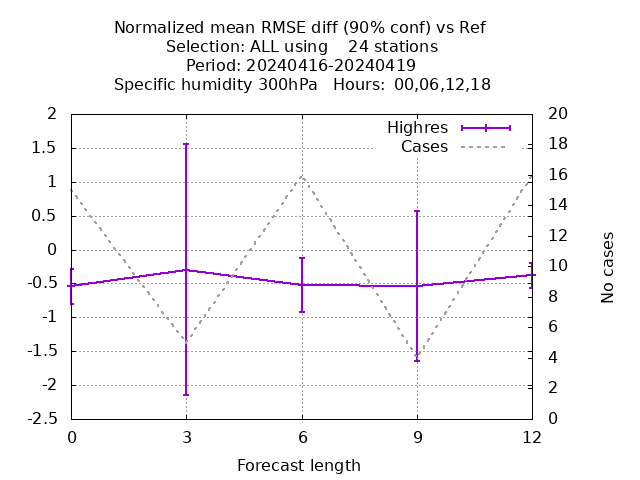 Normalized mean RMSE diff (90% conf) vs Ref
Selection: ALL using    24 stations
Period: 20240416-20240419
Specific humidity 300hPa   Hours:  00,06,12,18
Highres
Cases
2
1.5
1
0.5
0
-0.5
-1
-1.5
-2
-2.5
20
18
16
14
12
10
8
6
4
2
0
No cases
0 3 6 9 12
Forecast length